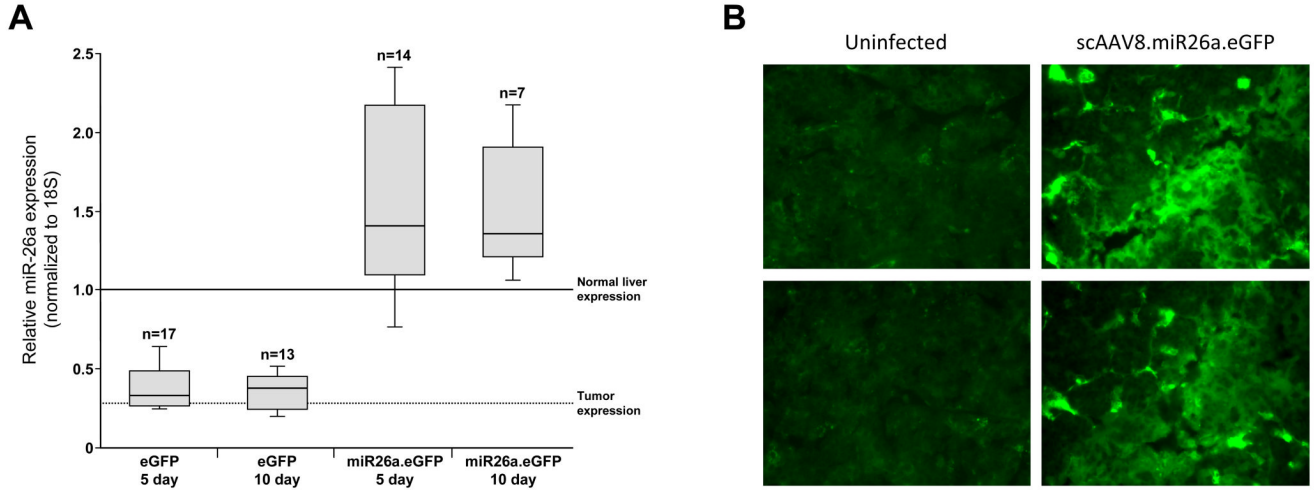 A
Relative miR-26a expression
(normalized to 18S)
2.5
2.0
1.5
1.0
0.5
0
n=17
n=13
n=14
n=7
Normal liver
expression
Tumor
expression
eGFP
5 day
eGFP
10 day
miR26a.eGFP
5 day
miR26a.eGFP
10 day
B
Uninfected
scAAV8.miR26a.eGFP